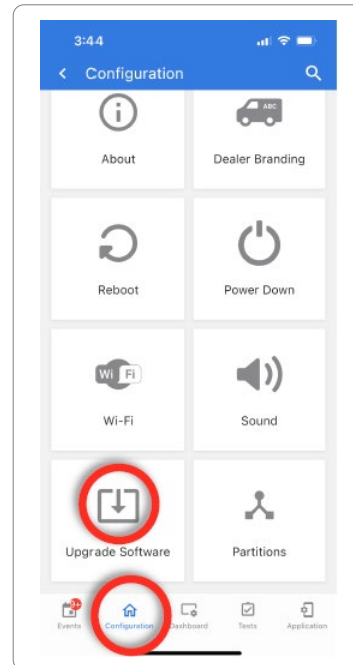 3:44
Configuration
ABC
About
Dealer Branding
Reboot
Power Down
Wi Fi
Wi-Fi
Sound
Upgrade Software
Partitions
9+
Events
Configuration
Dashboard
Tests
Application